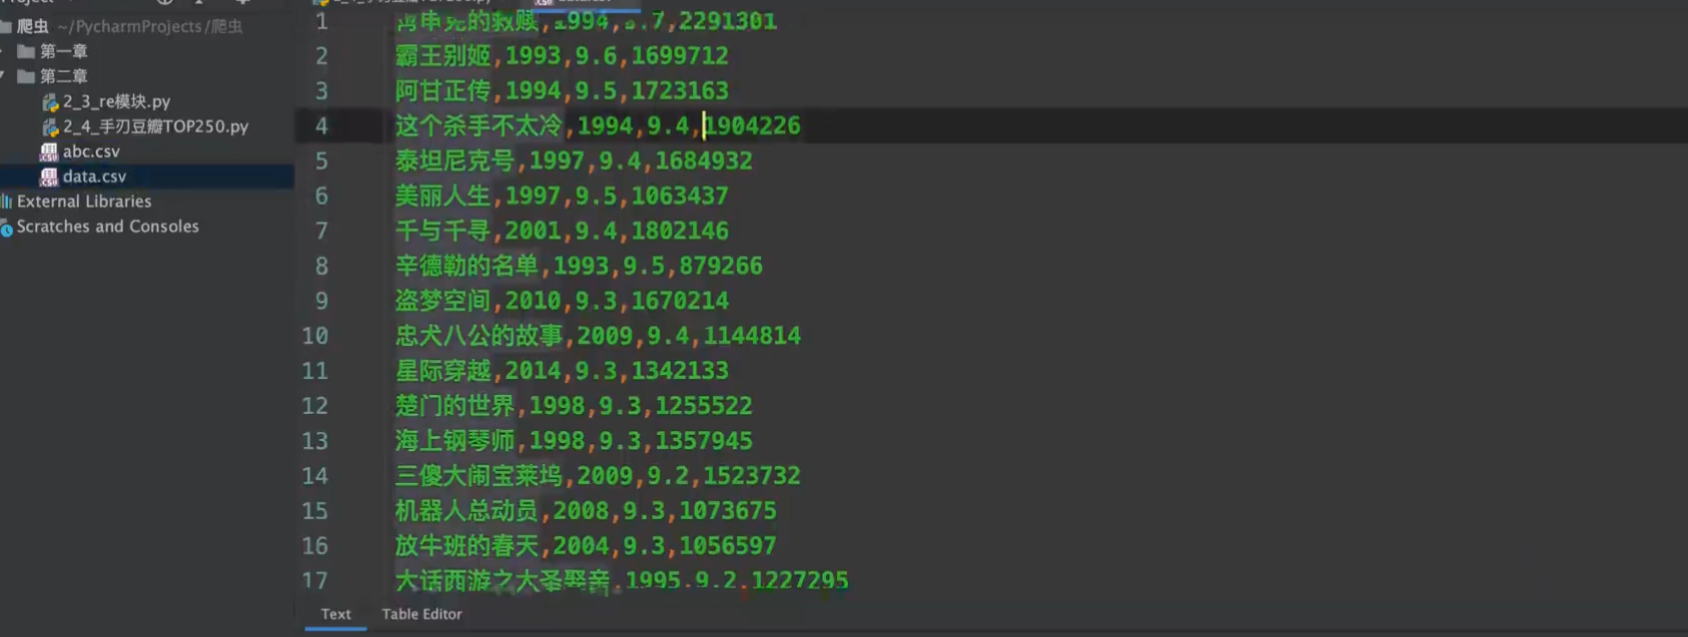 爬虫 ~/PycharmProjects/爬虫
第一章
第二章
2_3_re模块.py
2_4_手刃豆瓣TOP250.py
abc.csv
data.csv
External Libraries
Scratches and Consoles
1 肖申克的救赎,1994,9.7,2291301
2 霸王别姬,1993,9.6,1699712
3 阿甘正传,1994,9.5,1723163
4 这个杀手不太冷,1994,9.4,1904226
5 泰坦尼克号,1997,9.4,1684932
6 美丽人生,1997,9.5,1063437
7 千与千寻,2001,9.4,1802146
8 辛德勒的名单,1993,9.5,879266
9 盗梦空间,2010,9.3,1670214
10 忠犬八公的故事,2009,9.4,1144814
11 星际穿越,2014,9.3,1342133
12 楚门的世界,1998,9.3,1255522
13 海上钢琴师,1998,9.3,1357945
14 三傻大闹宝莱坞,2009,9.2,1523732
15 机器人总动员,2008,9.3,1073675
16 放牛班的春天,2004,9.3,1056597
17 大话西游之大圣娶亲,1995,9.2,1227295
Text Table Editor